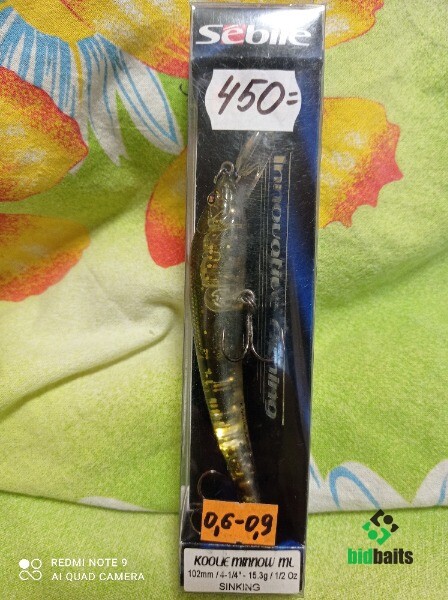 Sébile
450=
Innovative Fishing
0,6-0,9
KOOLIE MINNOW ML
102mm / 4-1/4" - 15.3g / 1/2 Oz
SINKING
bidbaits
REDMI NOTE 9
AI QUAD CAMERA